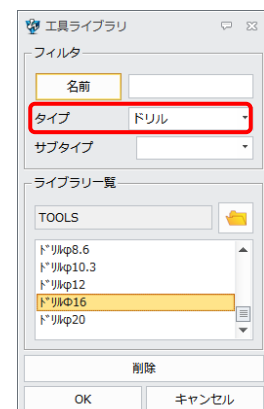 工具ライブラリ
フィルタ
名前
タイプ ドリル
サブタイプ
ライブラリ一覧
TOOLS
ﾄﾞﾘﾙφ8.6
ﾄﾞﾘﾙφ10.3
ﾄﾞﾘﾙφ12
ﾄﾞﾘﾙΦ16
ﾄﾞﾘﾙφ20
削除
OK キャンセル